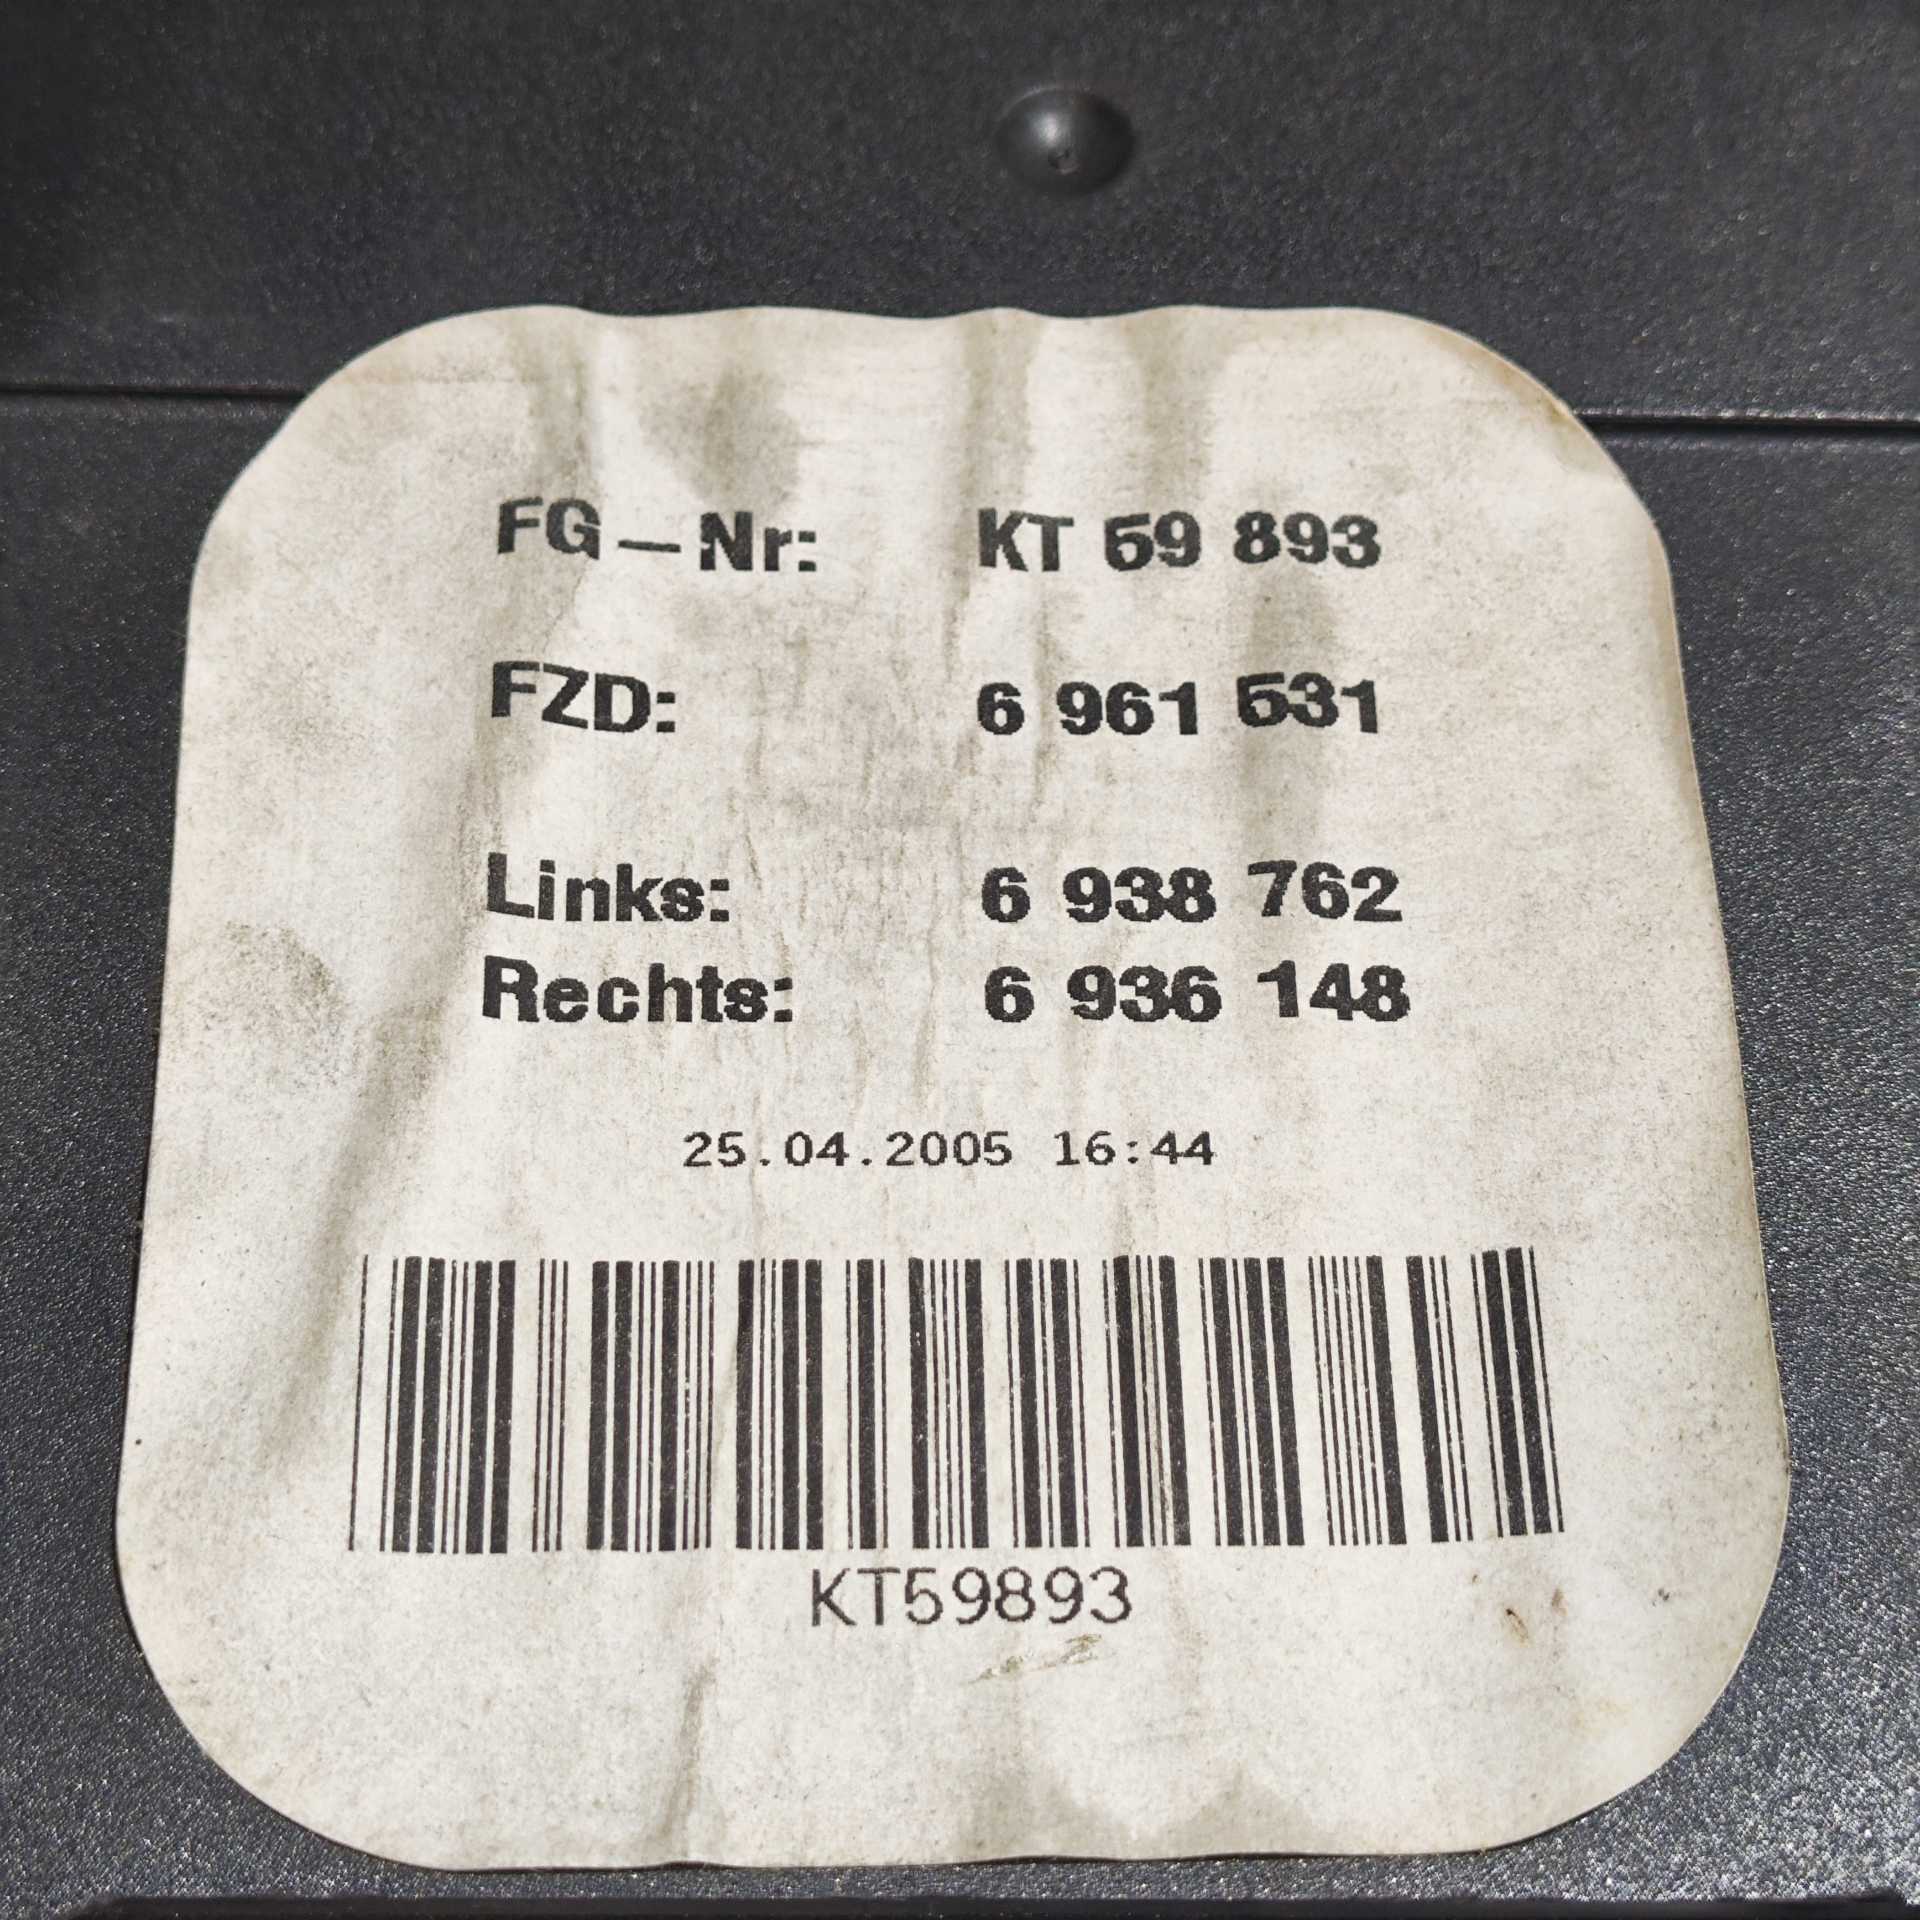 FG-Nr: KT 59 893
FZD: 6 961 531
Links: 6 938 762
Rechts: 6 936 148
25.04.2005 16:44
KT59893